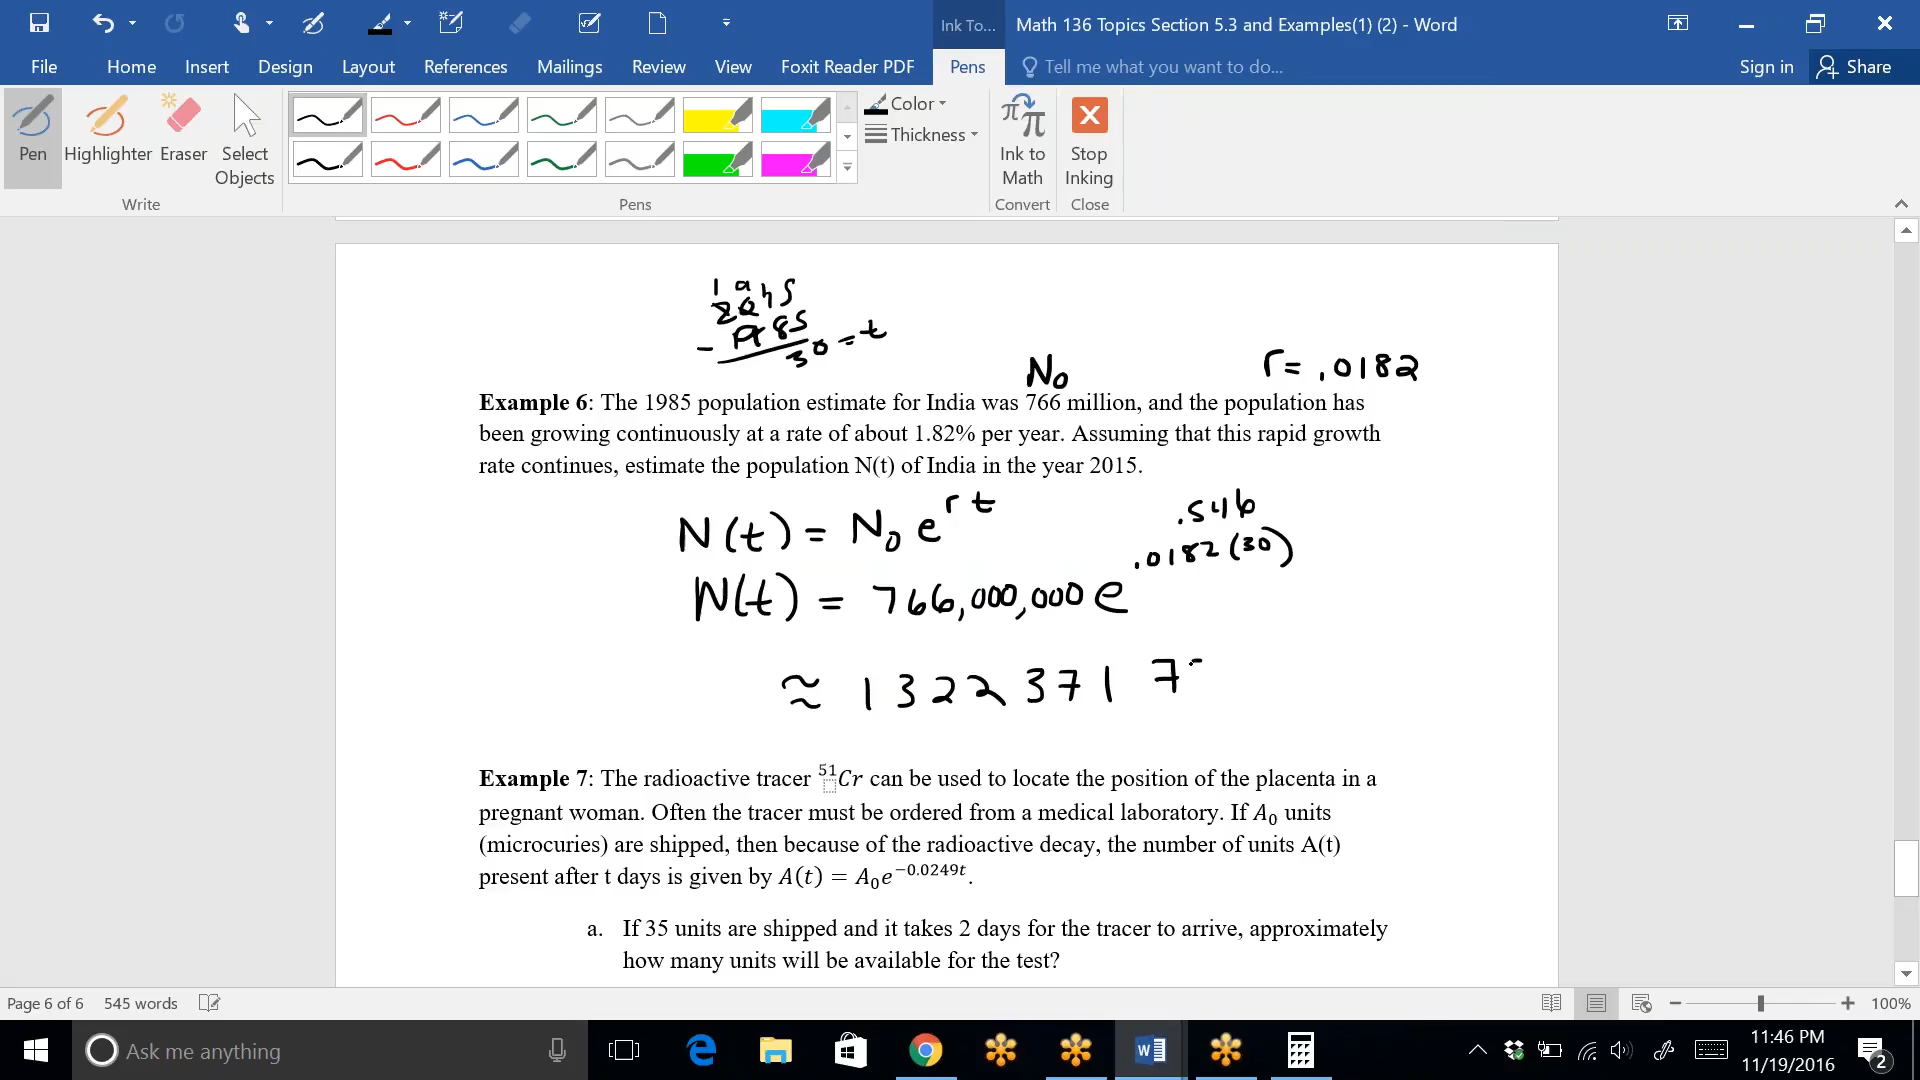 Ink To...
Math 136 Topics Section 5.3 and Examples(1) (2) - Word
File Home Insert Design Layout References Mailings Review View Foxit Reader PDF Pens Tell me what you want to do... Sign in Share
Pen Highlighter Eraser Select Objects
Color
Thickness
Ink to Math
Stop Inking
Write Pens Convert Close
- 1985
30 = t
N₀ r = .0182
Example 6: The 1985 population estimate for India was 766 million, and the population has
been growing continuously at a rate of about 1.82% per year. Assuming that this rapid growth
rate continues, estimate the population N(t) of India in the year 2015.
N(t) = N₀ e^rt
.546
N(t) = 766,000,000 e^.0182(30)
≈ 1322371 7
Example 7: The radioactive tracer ⁵¹Cr can be used to locate the position of the placenta in a
pregnant woman. Often the tracer must be ordered from a medical laboratory. If A₀ units
(microcuries) are shipped, then because of the radioactive decay, the number of units A(t)
present after t days is given by A(t) = A₀e^−0.0249t.
a. If 35 units are shipped and it takes 2 days for the tracer to arrive, approximately
how many units will be available for the test?
Page 6 of 6 545 words 100%
Ask me anything
11:46 PM
11/19/2016
2